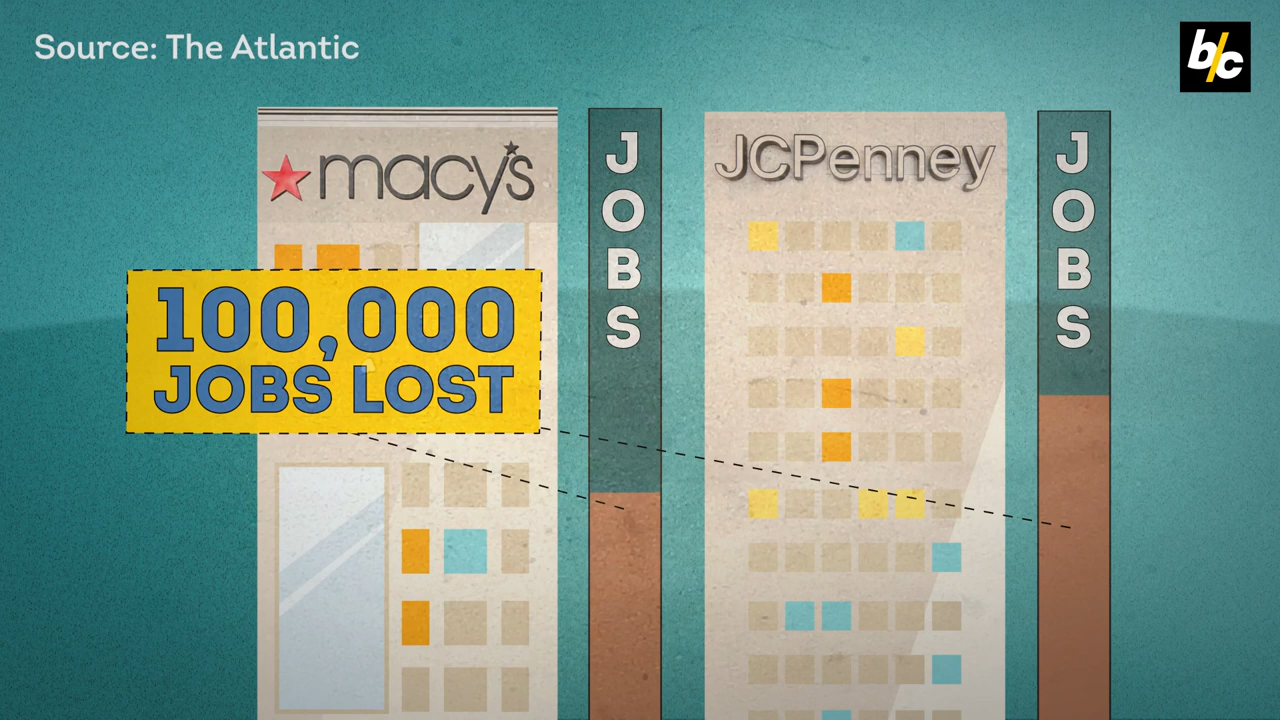 Source: The Atlantic
b/c
macy's
JOBS
JCPenney
JOBS
100,000
JOBS LOST